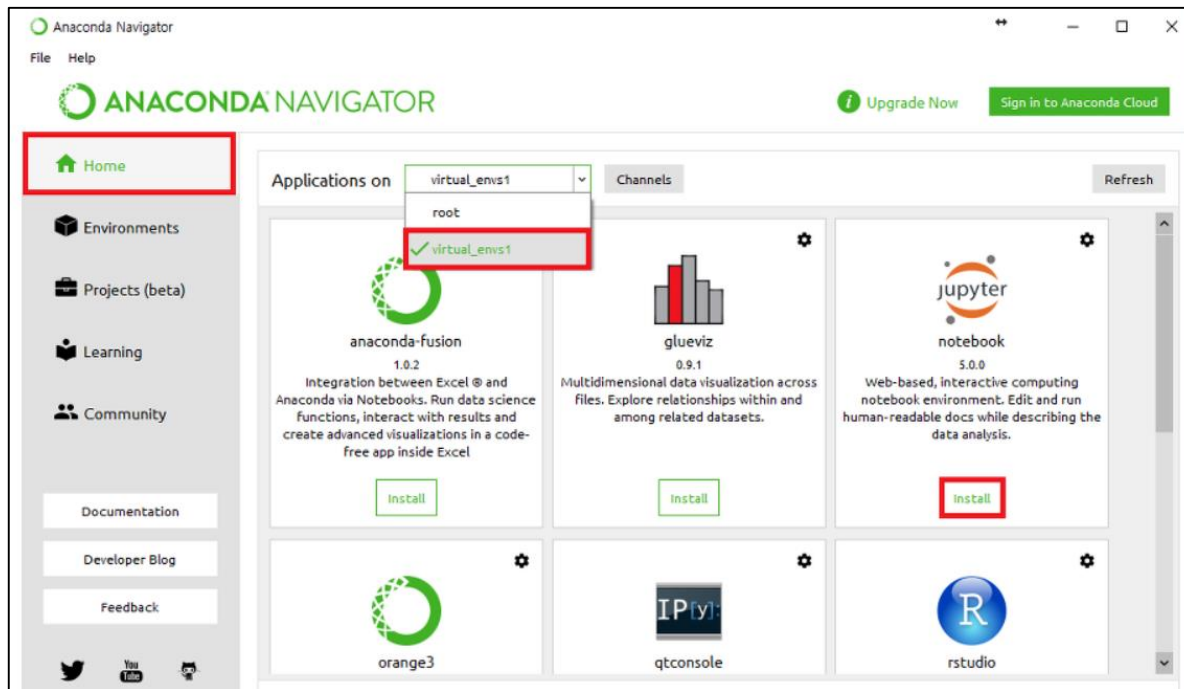 Anaconda Navigator
File Help
ANACONDA NAVIGATOR
i Upgrade Now
Sign in to Anaconda Cloud
Home
Environments
Projects (beta)
Learning
Community
Documentation
Developer Blog
Feedback
You
Tube
Applications on
virtual_envs1
Channels
Refresh
root
virtual_envs1
anaconda-fusion
1.0.2
Integration between Excel ® and
Anaconda via Notebooks. Run data science
functions, interact with results and
create advanced visualizations in a code-
free app inside Excel
Install
glueviz
0.9.1
Multidimensional data visualization across
files. Explore relationships within and
among related datasets.
Install
jupyter
notebook
5.0.0
Web-based, interactive computing
notebook environment. Edit and run
human-readable docs while describing the
data analysis.
Install
orange3
IP[y]:
qtconsole
R
rstudio